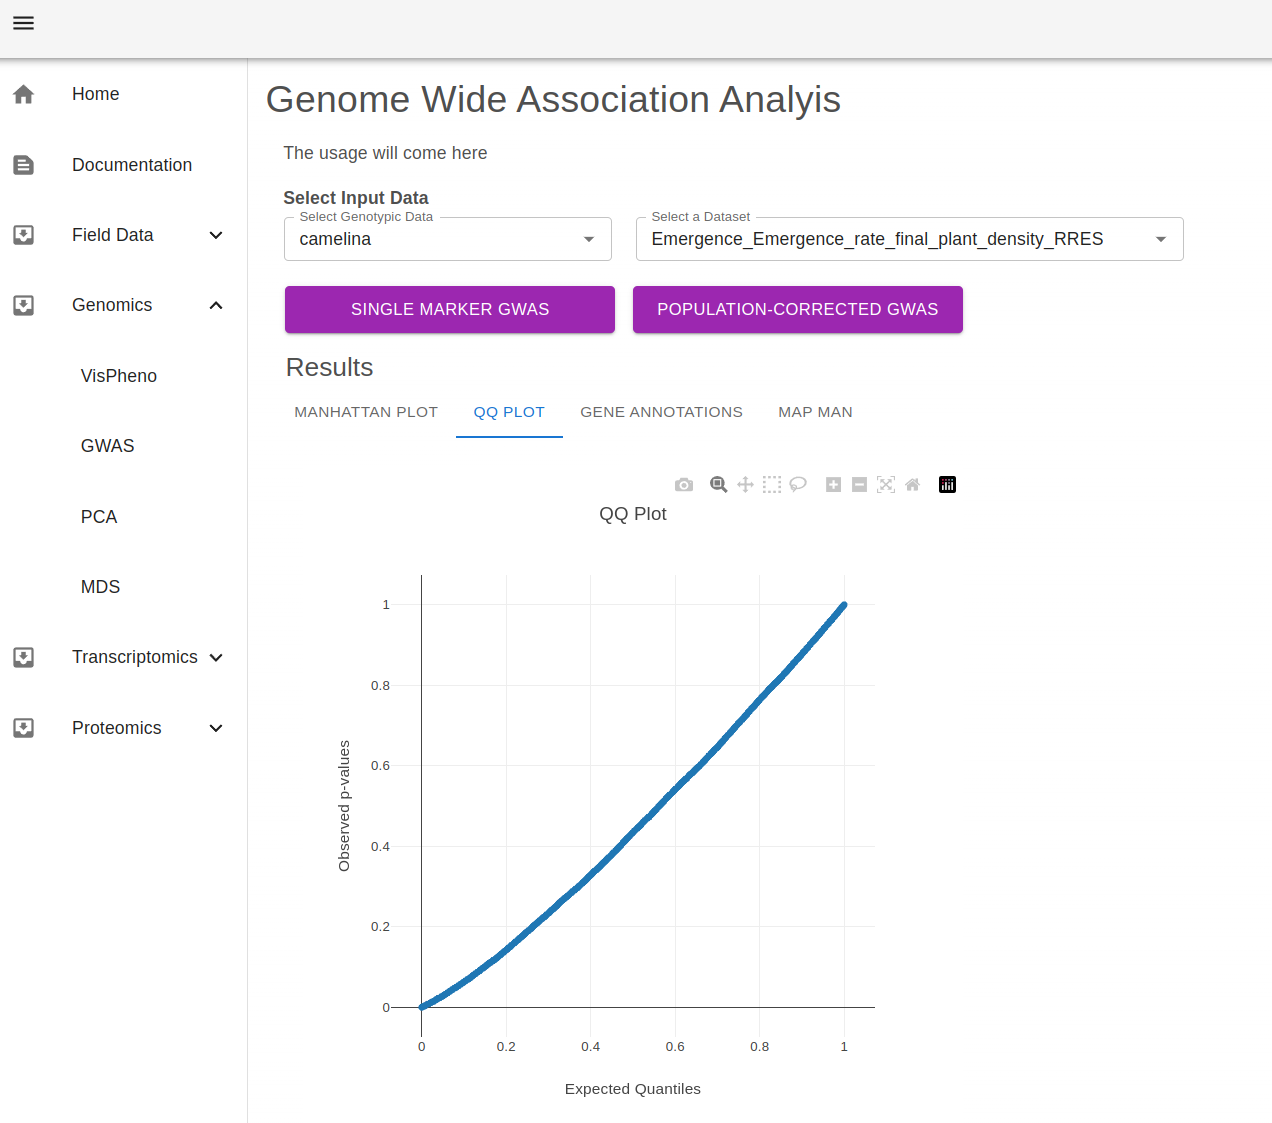 Home
Documentation
Field Data
Genomics
VisPheno
GWAS
PCA
MDS
Transcriptomics
Proteomics
Genome Wide Association Analyis
The usage will come here
Select Input Data
Select Genotypic Data
camelina
Select a Dataset
Emergence_Emergence_rate_final_plant_density_RRES
SINGLE MARKER GWAS
POPULATION-CORRECTED GWAS
Results
MANHATTAN PLOT QQ PLOT GENE ANNOTATIONS MAP MAN
QQ Plot
Observed p-values
1
0.8
0.6
0.4
0.2
0
0 0.2 0.4 0.6 0.8 1
Expected Quantiles